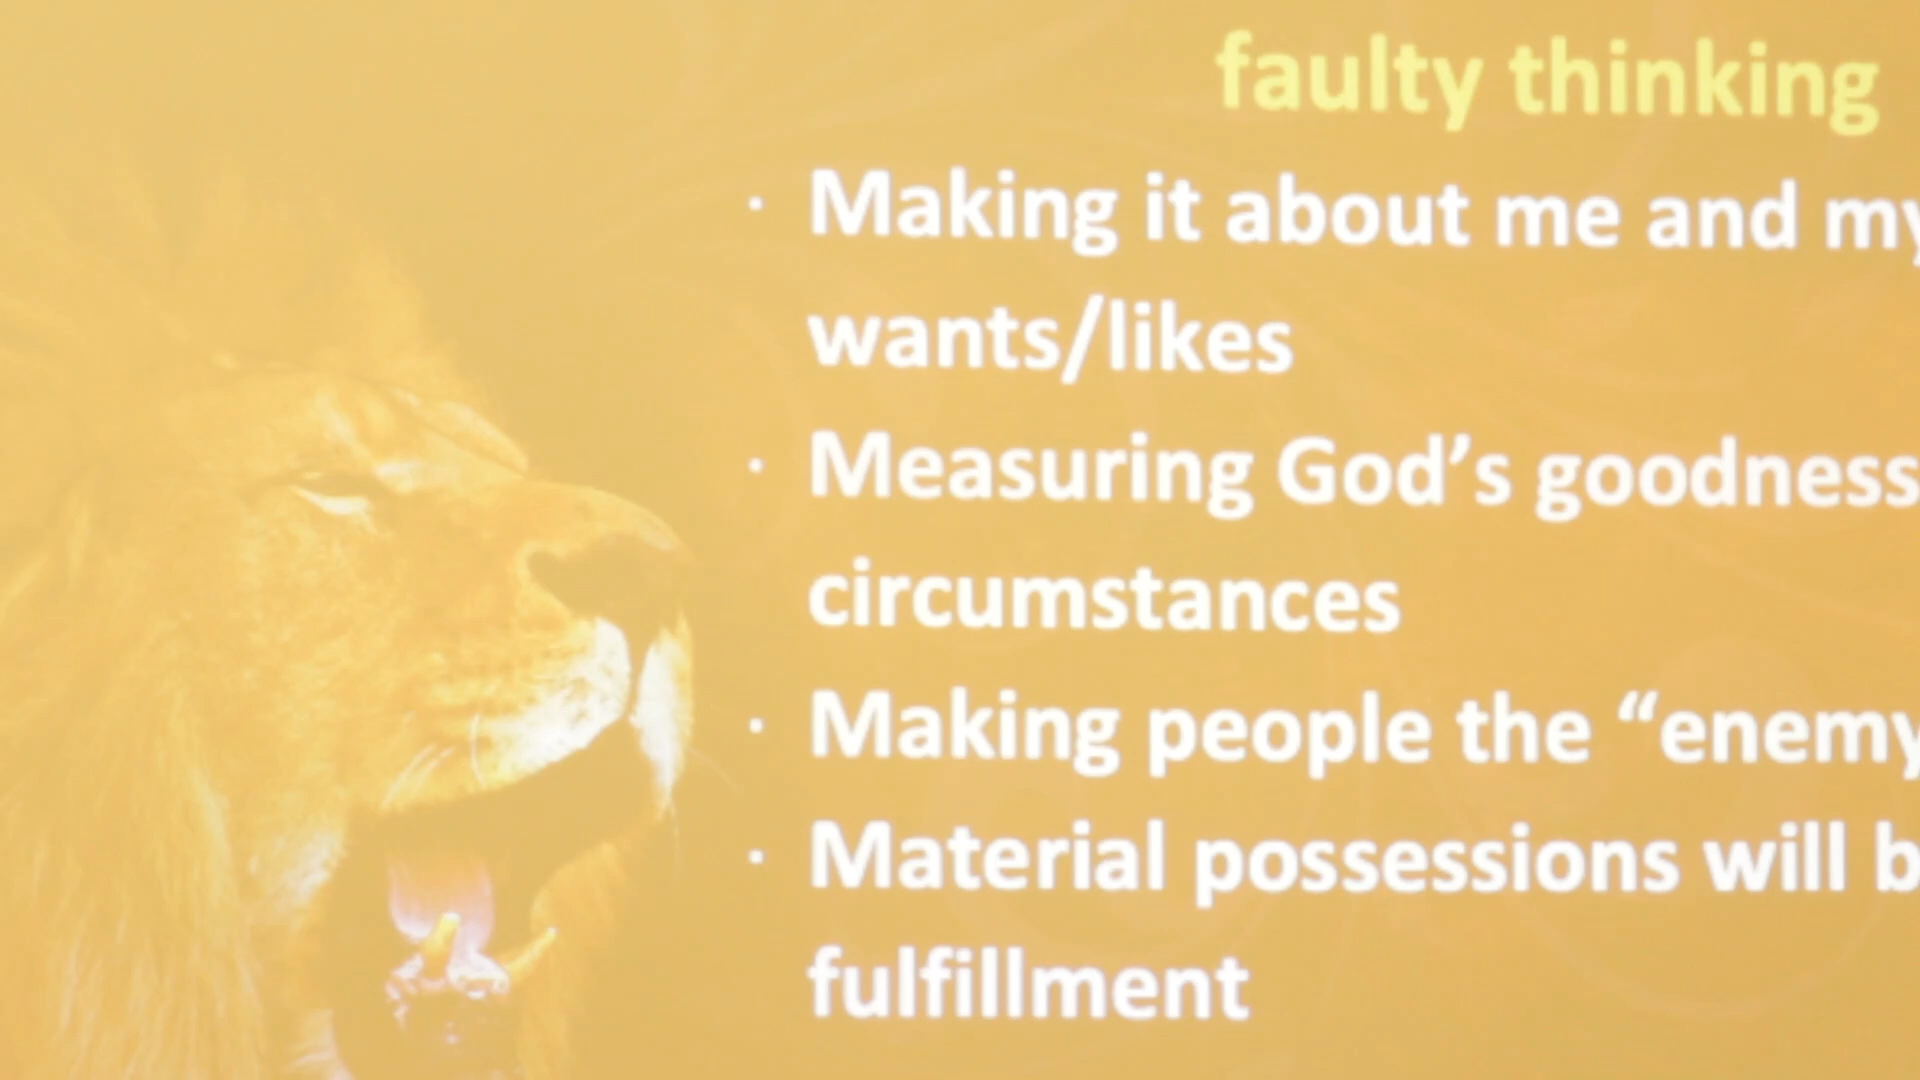 faulty thinking
· Making it about me and my
wants/likes
· Measuring God’s goodness
circumstances
· Making people the “enemy
· Material possessions will b
fulfillment